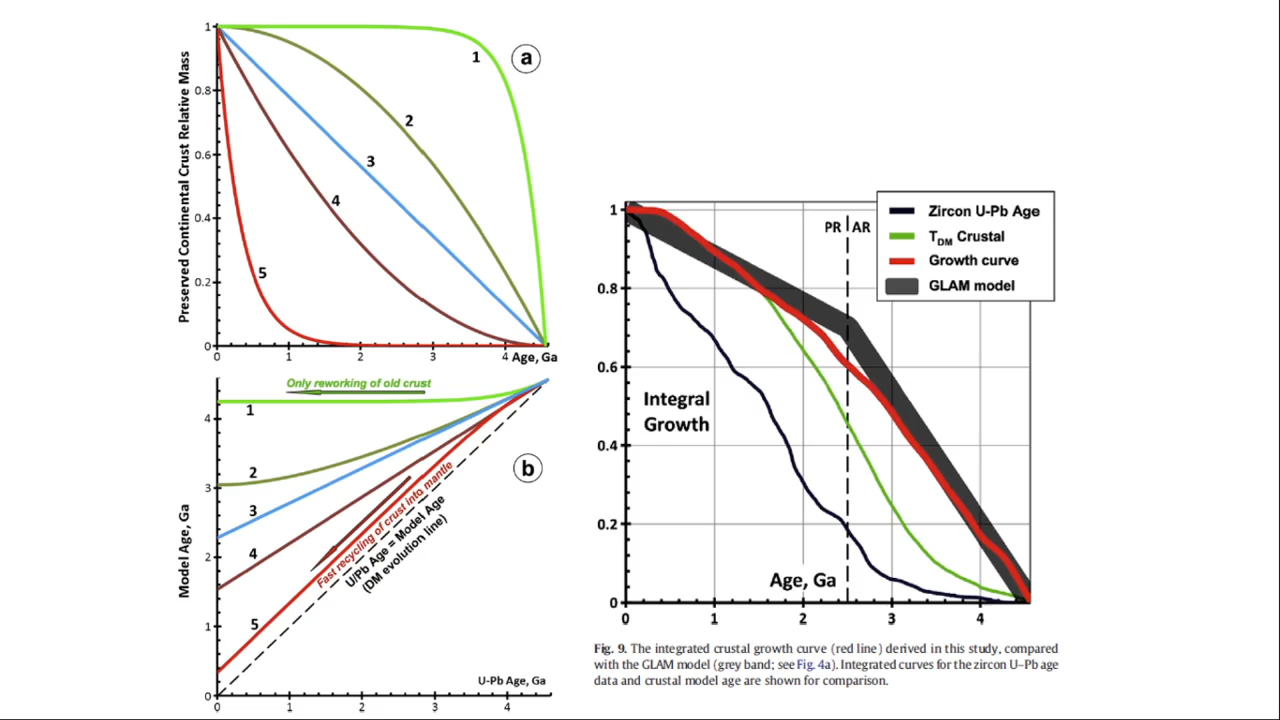 Preserved Continental Crust Relative Mass
1
0.8
0.6
0.4
0.2
0
0 1 2 3 4 Age, Ga
1
2
3
4
5
a
Model Age, Ga
4
3
2
1
0
0 1 2 3 4
U-Pb Age, Ga
Only reworking of old crust
1
2
3
4
5
b
Fast recycling of crust into mantle
U/Pb Age = Model Age
(DM evolution line)
1
0.8
0.6
0.4
0.2
0
0 1 2 3 4
PR AR
Zircon U-Pb Age
TDM Crustal
Growth curve
GLAM model
Integral
Growth
Age, Ga
Fig. 9. The integrated crustal growth curve (red line) derived in this study, compared
with the GLAM model (grey band; see Fig. 4a). Integrated curves for the zircon U–Pb age
data and crustal model age are shown for comparison.